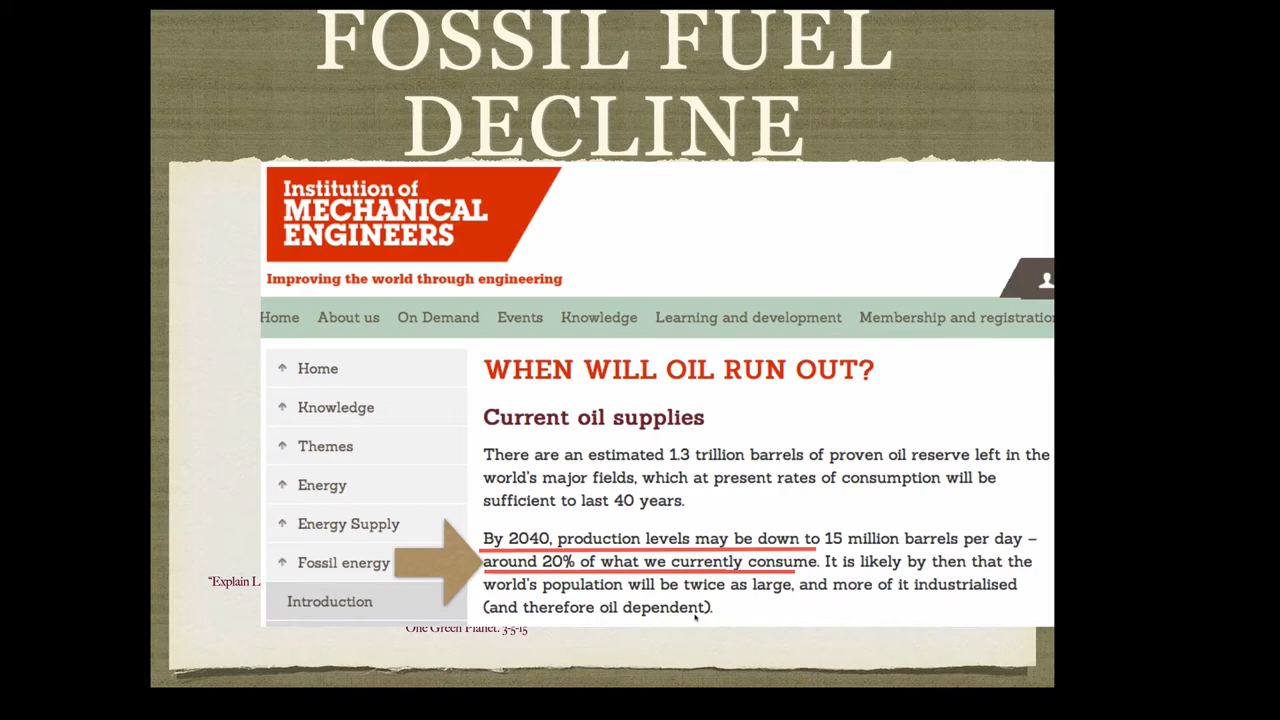 FOSSIL FUEL
DECLINE
Institution of
MECHANICAL
ENGINEERS
Improving the world through engineering
Home About us On Demand Events Knowledge Learning and development Membership and registration
Home
Knowledge
Themes
Energy
Energy Supply
Fossil energy
Introduction
WHEN WILL OIL RUN OUT?
Current oil supplies
There are an estimated 1.3 trillion barrels of proven oil reserve left in the
world's major fields, which at present rates of consumption will be
sufficient to last 40 years.
By 2040, production levels may be down to 15 million barrels per day –
around 20% of what we currently consume. It is likely by then that the
world's population will be twice as large, and more of it industrialised
(and therefore oil dependent).
"Explain L
One Green Planet. 3-5-15